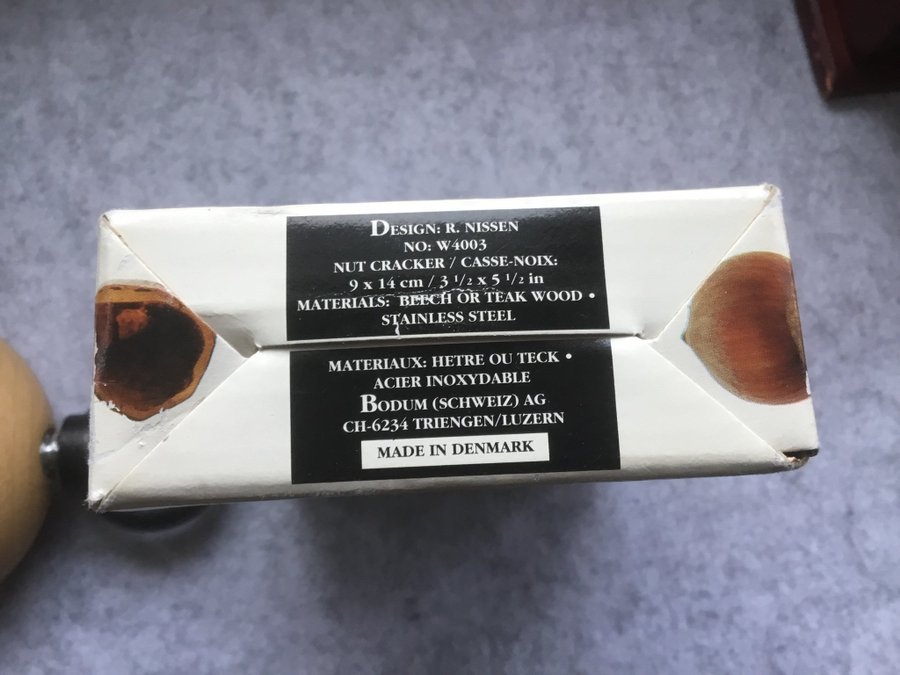 DESIGN: R. NISSEN
NO: W4003
NUT CRACKER / CASSE-NOIX:
9 x 14 cm / 3 1/2 x 5 1/2 in
MATERIALS: BEECH OR TEAK WOOD •
STAINLESS STEEL
MATERIAUX: HETRE OU TECK •
ACIER INOXYDABLE
BODUM (SCHWEIZ) AG
CH-6234 TRIENGEN/LUZERN
MADE IN DENMARK